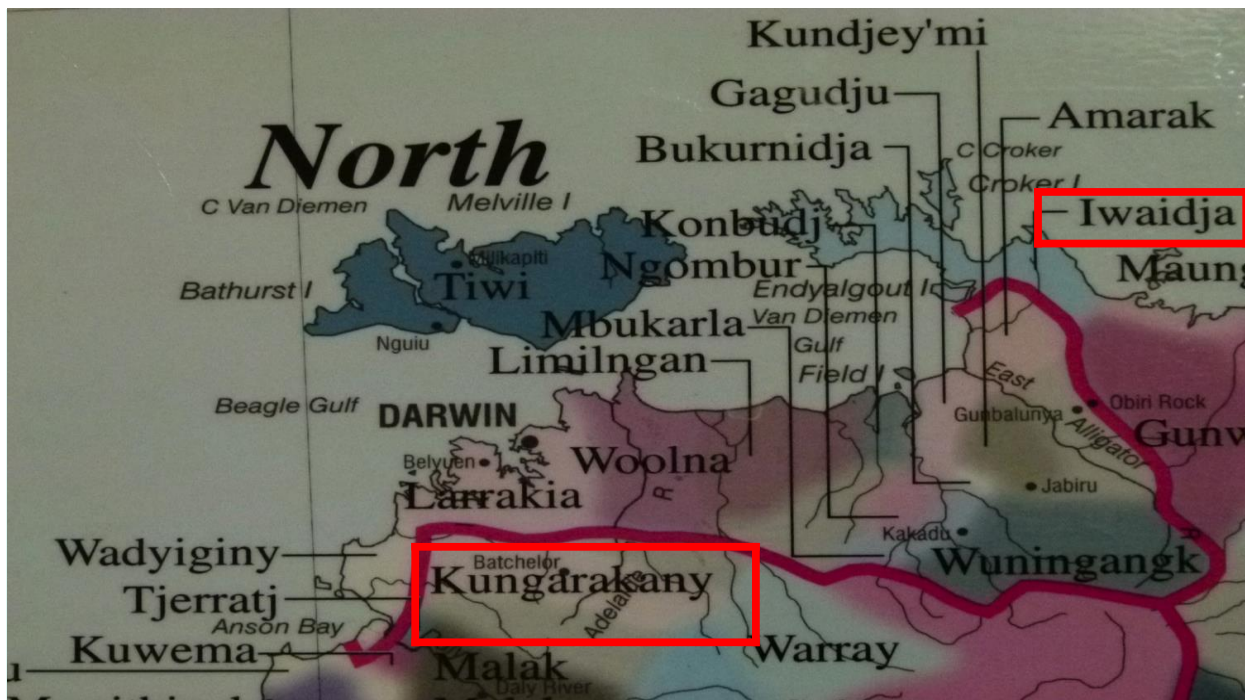 Kundjey'mi
Gagudju
Amarak
Bukurnidja
C Croker
North
Croker I
C Van Diemen
Melville I
Iwaidja
Konbudj
Milikapiti
Ngombur
Maung
Tiwi
Bathurst I
Endyalgout I
Van Diemen
Gulf
Mbukarla
Nguiu
Limilngan
Field I
East
Beagle Gulf
DARWIN
Gunbalunya
Obiri Rock
Alligator
Gunw
Belyuen
Woolna
Larrakia
R
Jabiru
Kakadu
R
Wadyiginy
Batchelor
Wuningangk
Kungarakany
Adelaide
Tjerratj
Anson Bay
Kuwema
Warray
u
Malak
Daly River